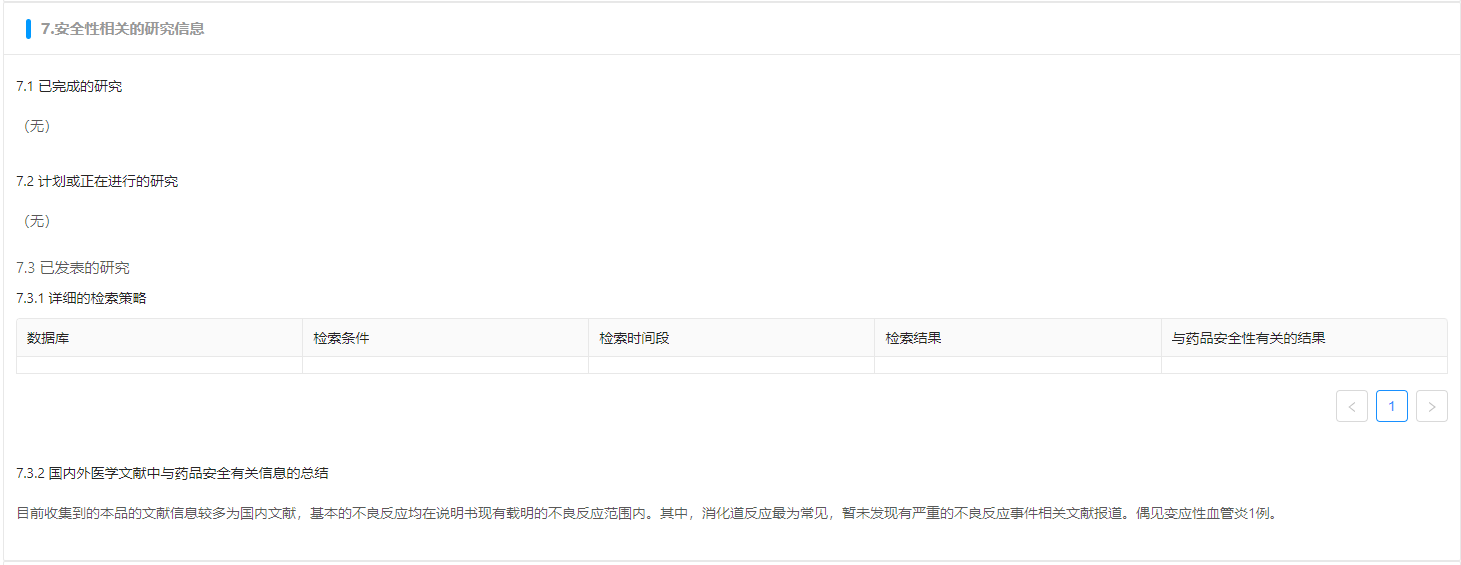 7.安全性相关的研究信息
7.1 已完成的研究
（无）
7.2 计划或正在进行的研究
（无）
7.3 已发表的研究
7.3.1 详细的检索策略
数据库 检索条件 检索时间段 检索结果 与药品安全性有关的结果
< 1 >
7.3.2 国内外医学文献中与药品安全有关信息的总结
目前收集到的本品的文献信息较多为国内文献，基本的不良反应均在说明书现有载明的不良反应范围内。其中，消化道反应最为常见，暂未发现有严重的不良反应事件相关文献报道。偶见变应性血管炎1例。